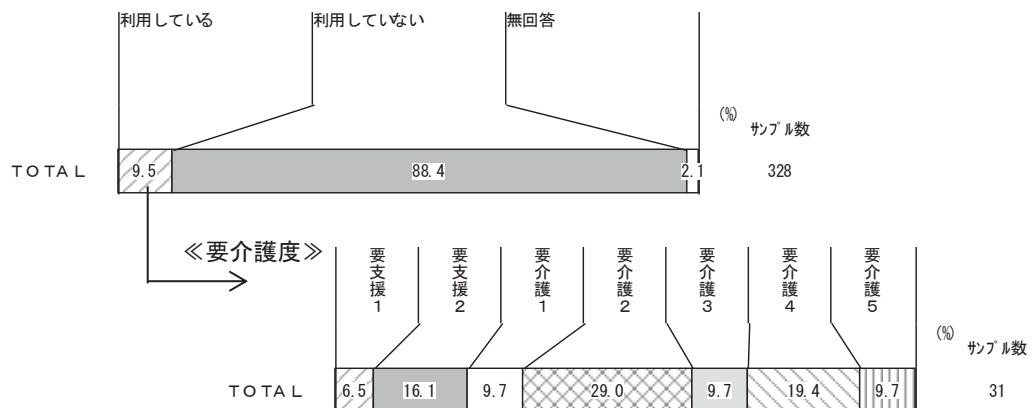 利用している 利用していない 無回答
(%)
サンプル数
TOTAL 9.5 88.4 2.1 328
≪要介護度≫
要支援1 要支援2 要介護1 要介護2 要介護3 要介護4 要介護5
(%)
サンプル数
TOTAL 6.5 16.1 9.7 29.0 9.7 19.4 9.7 31